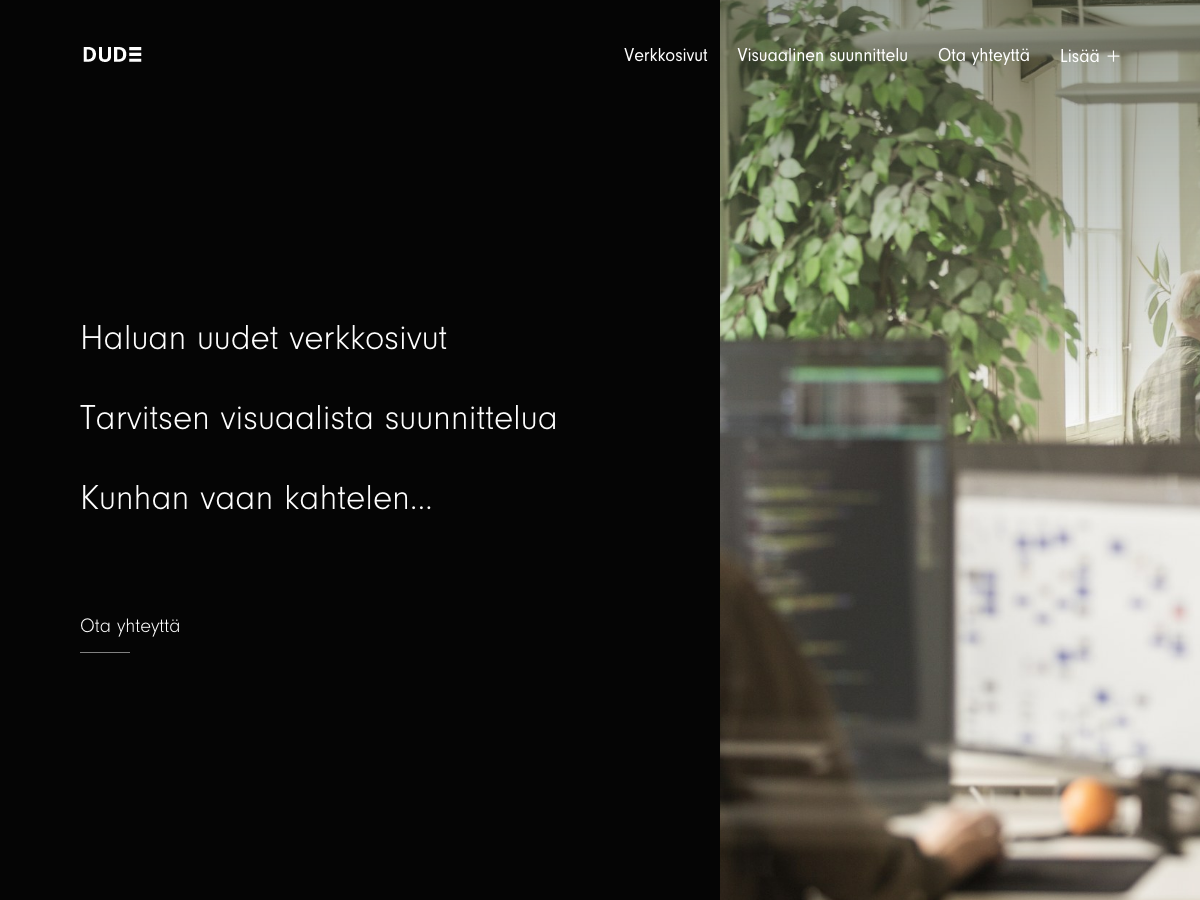 DUDE
Verkkosivut Visuaalinen suunnittelu Ota yhteyttä Lisää +
Haluan uudet verkkosivut
Tarvitsen visuaalista suunnittelua
Kunhan vaan kahtelen...
Ota yhteyttä